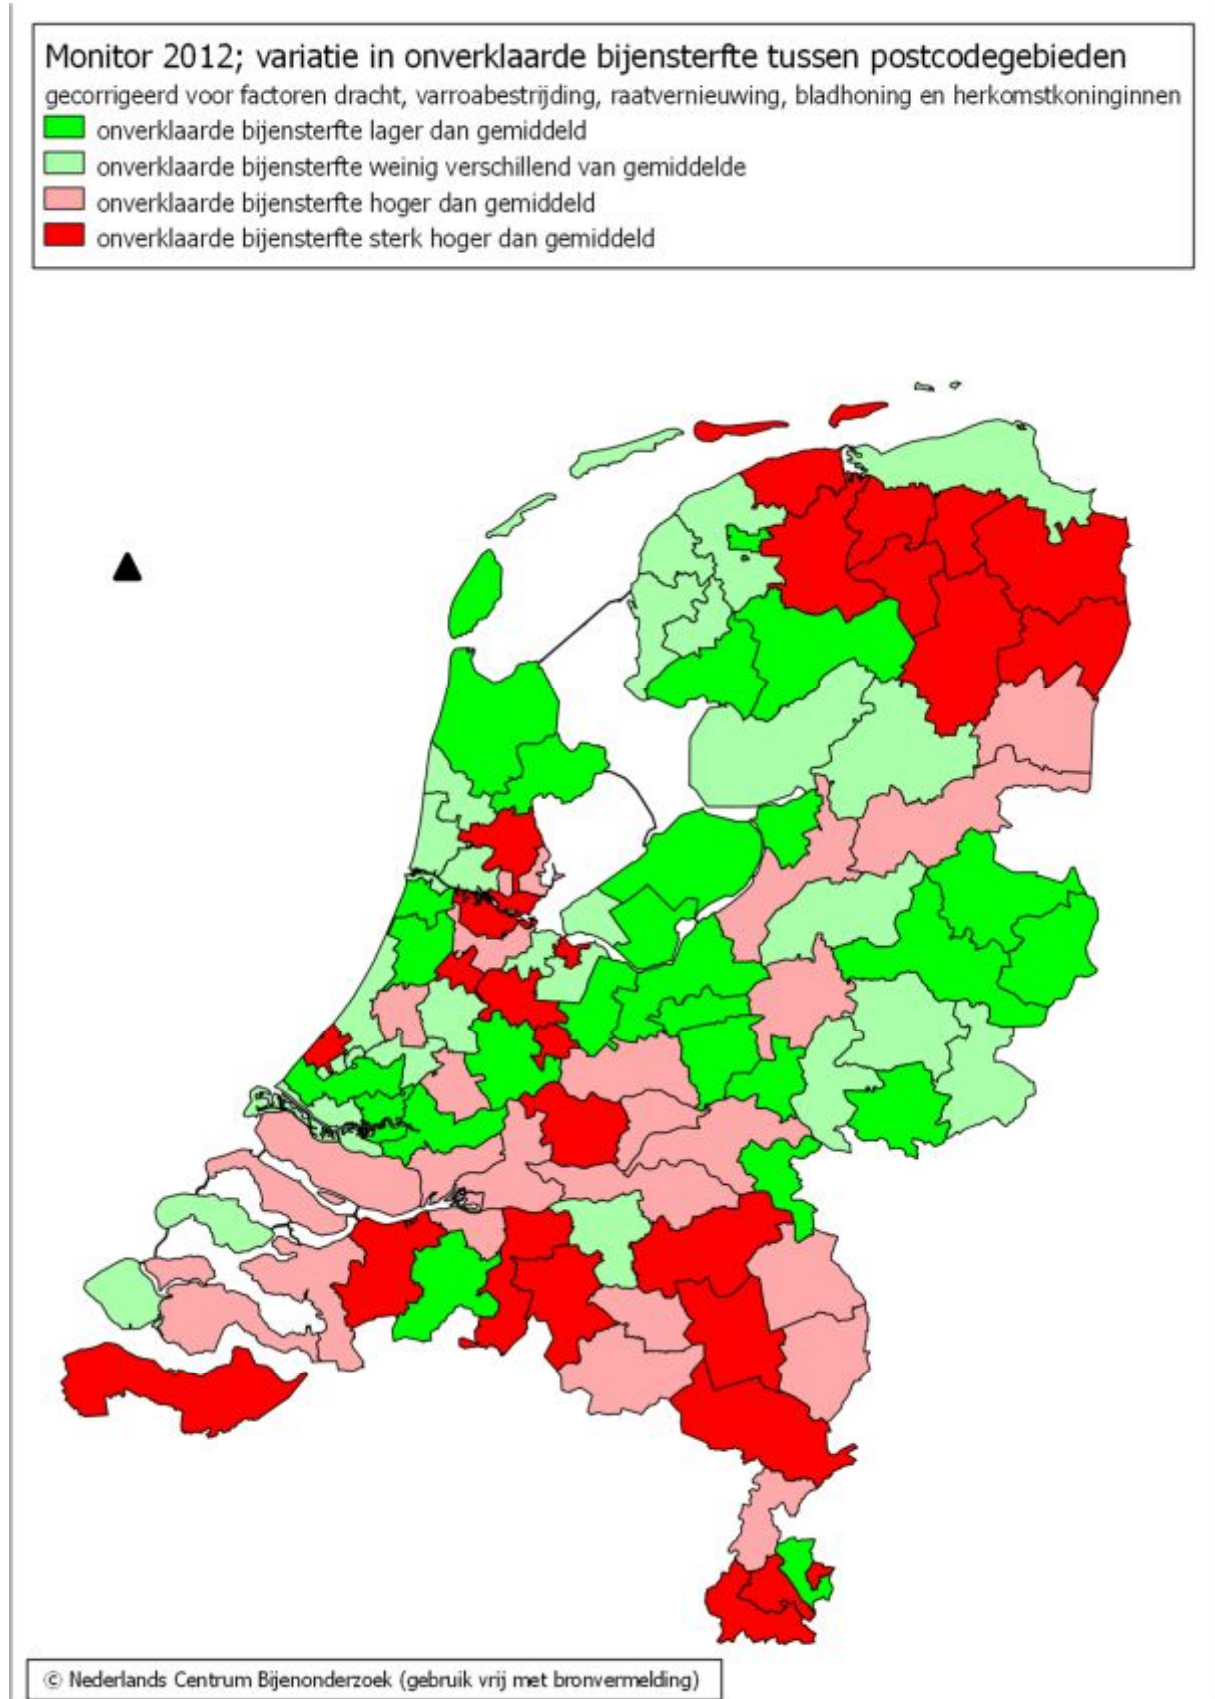 Monitor 2012; variatie in onverklaarde bijensterfte tussen postcodegebieden
gecorrigeerd voor factoren dracht, varroabestrijding, raatvernieuwing, bladhoning en herkomstkoninginnen
onverklaarde bijensterfte lager dan gemiddeld
onverklaarde bijensterfte weinig verschillend van gemiddelde
onverklaarde bijensterfte hoger dan gemiddeld
onverklaarde bijensterfte sterk hoger dan gemiddeld
© Nederlands Centrum Bijenonderzoek (gebruik vrij met bronvermelding)